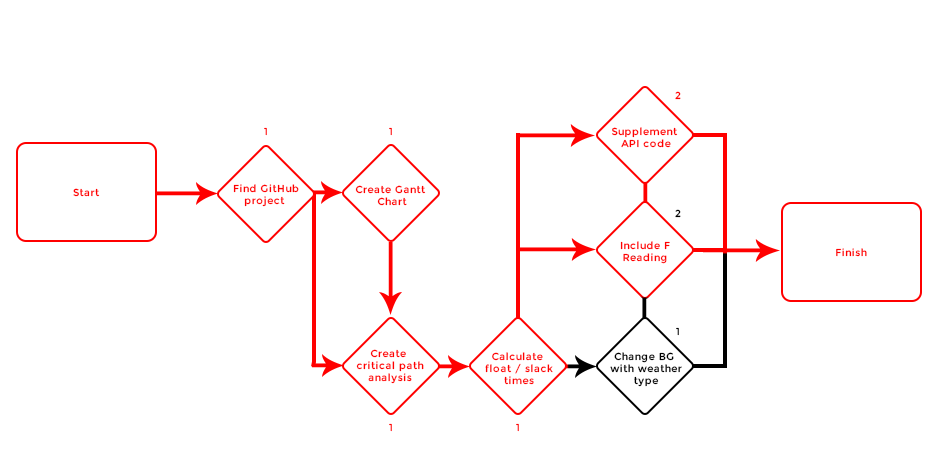 2
Supplement
API code
1
1
Start
Find GitHub
project
Create Gantt
Chart
2
Include F
Reading
Finish
1
Create
critical path
analysis
Calculate
float / slack
times
Change BG
with weather
type
1
1